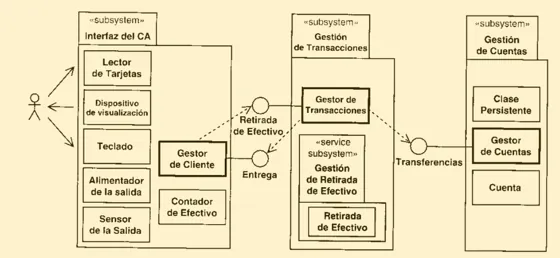 «subsystem»
Interfaz del CA
Lector
de Tarjetas
Dispositivo
de visualización
Teclado
Alimentador
de la salida
Sensor
de la Salida
Gestor
de Cliente
Contador
de Efectivo
Retirada
de Efectivo
Entrega
«subsystem»
Gestión
de Transacciones
Gestor de
Transacciones
«service
subsystem»
Gestión
de Retirada
de Efectivo
Retirada
de Efectivo
Transferencias
«subsystem»
Gestión
de Cuentas
Clase
Persistente
Gestor
de Cuentas
Cuenta